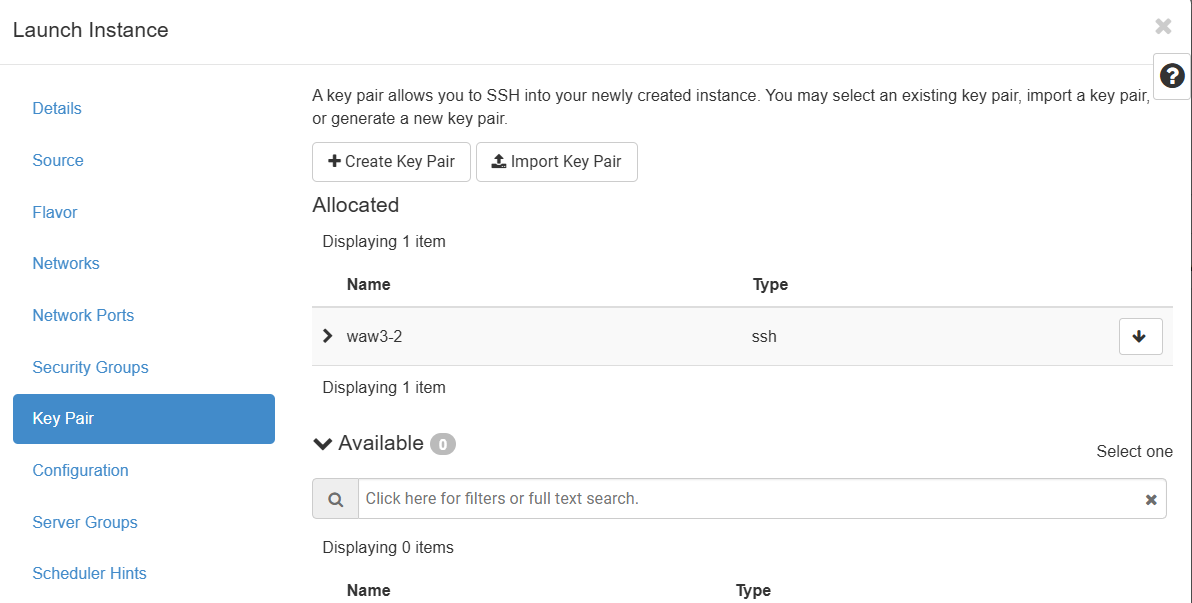 Launch Instance
Details
Source
Flavor
Networks
Network Ports
Security Groups
Key Pair
Configuration
Server Groups
Scheduler Hints
A key pair allows you to SSH into your newly created instance. You may select an existing key pair, import a key pair,
or generate a new key pair.
Create Key Pair
Import Key Pair
Allocated
Displaying 1 item
Name Type
waw3-2 ssh
Displaying 1 item
Available 0
Select one
Click here for filters or full text search.
Displaying 0 items
Name Type